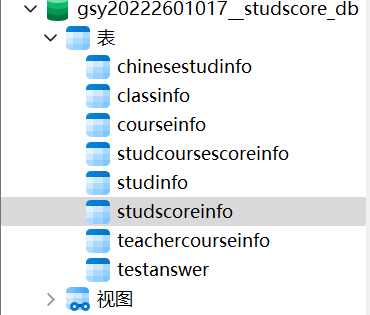 gsy20222601017__studscore_db
表
chinesestudinfo
classinfo
courseinfo
studcoursescoreinfo
studinfo
studscoreinfo
teachercourseinfo
testanswer
视图